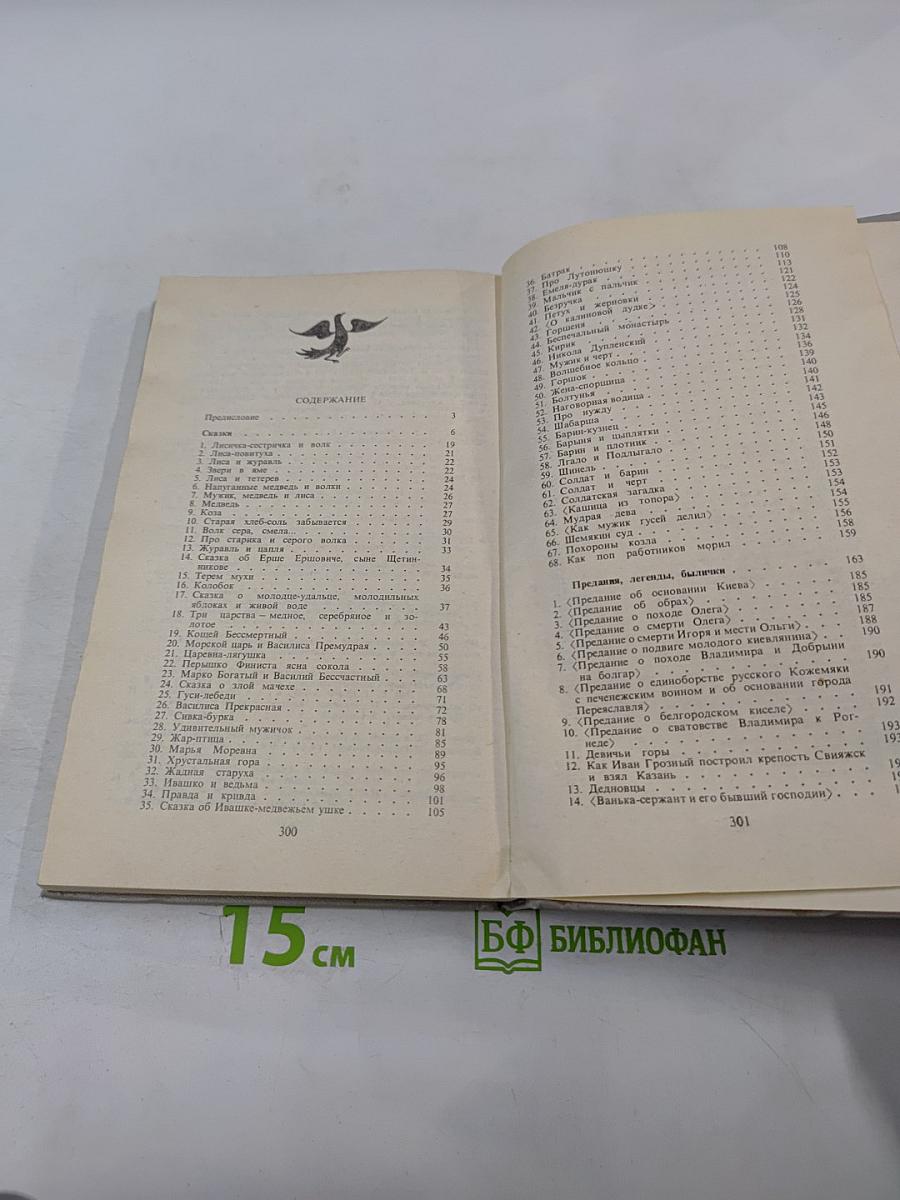 СОДЕРЖАНИЕ
Предисловие . . . 3
Сказки . . . 6
1. Лисичка-сестричка и волк . . . 19
2. Лиса-повитуха . . . 21
3. Лиса и журавль . . . 22
4. Звери в яме . . . 22
5. Лиса и тетерев . . . 24
6. Напуганные медведь и волки . . . 24
7. Мужик, медведь и лиса . . . 26
8. Медведь . . . 27
9. Коза . . . 27
10. Старая хлеб-соль забывается . . . 29
11. Волк сера, смела... . . . 30
12. Про старика и серого волка . . . 31
13. Журавль и цапля . . . 33
14. Сказка об Ерше Ершовиче, сыне Щетин-
никове . . . 34
15. Терем мухи . . . 35
16. Колобок . . . 36
17. Сказка о молодце-удальце, молодильных
яблоках и живой воде . . . 37
18. Три царства — медное, серебряное и зо-
лотое . . . 43
19. Кощей Бессмертный . . . 46
20. Морской царь и Василиса Премудрая . . . 50
21. Царевна-лягушка . . . 55
22. Перышко Финиста ясна сокола . . . 58
23. Марко Богатый и Василий Бессчастный . . . 63
24. Сказка о злой мачехе . . . 68
25. Гуси-лебеди . . . 71
26. Василиса Прекрасная . . . 72
27. Сивка-бурка . . . 78
28. Удивительный мужичок . . . 81
29. Жар-птица . . . 85
30. Марья Моревна . . . 89
31. Хрустальная гора . . . 95
32. Жадная старуха . . . 96
33. Ивашко и ведьма . . . 98
34. Правда и кривда . . . 101
35. Сказка об Ивашке-медвежьем ушке . . . 105
300
36. Батрак . . . 108
37. Про Лутонюшку . . . 110
38. Емеля-дурак . . . 113
39. Мальчик с пальчик . . . 121
40. Безручка . . . 122
41. Петух и жерновки . . . 124
42. ⟨О калиновой дудке⟩ . . . 125
43. Горшеня . . . 126
44. Беспечальный монастырь . . . 128
45. Кирик . . . 131
46. Никола Дупленский . . . 132
47. Мужик и черт . . . 134
48. Волшебное кольцо . . . 136
49. Горшок . . . 139
50. Жена-спорщица . . . 140
51. Болтунья . . . 140
52. Наговорная водица . . . 141
53. Про нужду . . . 142
54. Шабарша . . . 143
55. Барин-кузнец . . . 145
56. Барыня и цыплятки . . . 146
57. Барин и плотник . . . 148
58. Лгало и Подлыгало . . . 150
59. Шинель . . . 151
60. Солдат и барин . . . 152
61. Солдат и черт . . . 153
62. Солдатская загадка . . . 153
63. ⟨Кашица из топора⟩ . . . 154
64. Мудрая дева . . . 154
65. ⟨Как мужик гусей делил⟩ . . . 155
66. Шемякин суд . . . 156
67. Похороны козла . . . 158
68. Как поп работников морил . . . 159
Предания, легенды, былички . . . 163
1. ⟨Предание об основании Киева⟩ . . . 185
2. ⟨Предание об обрах⟩ . . . 185
3. ⟨Предание о походе Олега⟩ . . . 185
4. ⟨Предание о смерти Олега⟩ . . . 187
5. ⟨Предание о смерти Игоря и мести Ольги⟩ . . . 188
6. ⟨Предание о подвиге молодого киевлянина⟩ . . . 190
7. ⟨Предание о походе Владимира и Добрыни
на болгар⟩ . . . 190
8. ⟨Предание о единоборстве русского Кожемяки
с печенежским воином и об основании города
Переяславля⟩ . . . 191
9. ⟨Предание о белгородском киселе⟩ . . . 192
10. ⟨Предание о сватовстве Владимира к Рог-
неде⟩ . . . 193
11. Девичьи горы . . . 193
12. Как Иван Грозный построил крепость Свияжск
и взял Казань . . .
13. Дедновцы . . .
14. ⟨Ванька-сержант и его бывший господин⟩ . . .
301
15 см
БФ БИБЛИОФАН